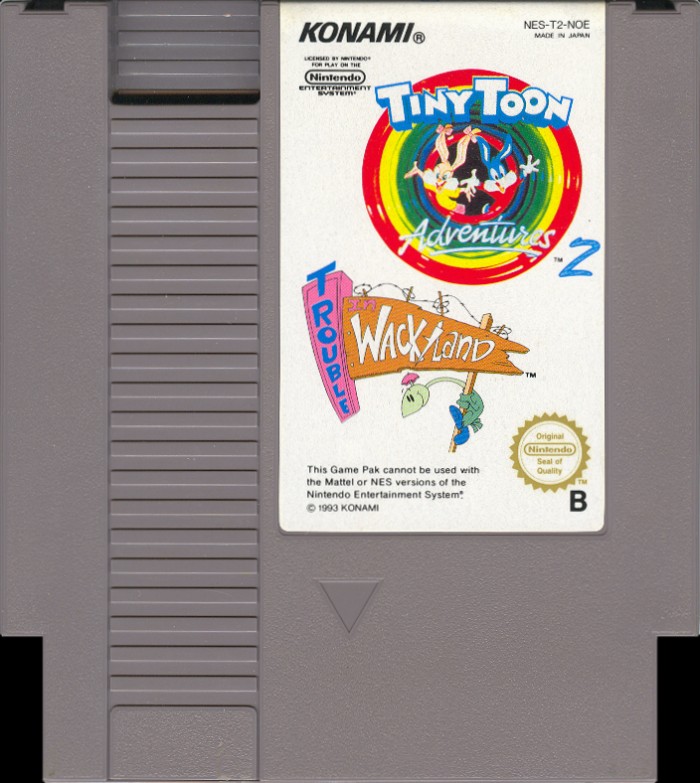 KONAMI®
NES-T2-NOE
MADE IN JAPAN
LICENSED BY NINTENDO®
FOR PLAY ON THE
Nintendo
ENTERTAINMENT
SYSTEM®
TINY TOON
Adventures
™ 2
TROUBLE
IN
WACKYLAND
™
Original
Nintendo
Seal of
Quality
™
This Game Pak cannot be used with
the Mattel or NES versions of the
Nintendo Entertainment System®.
© 1993 KONAMI
B